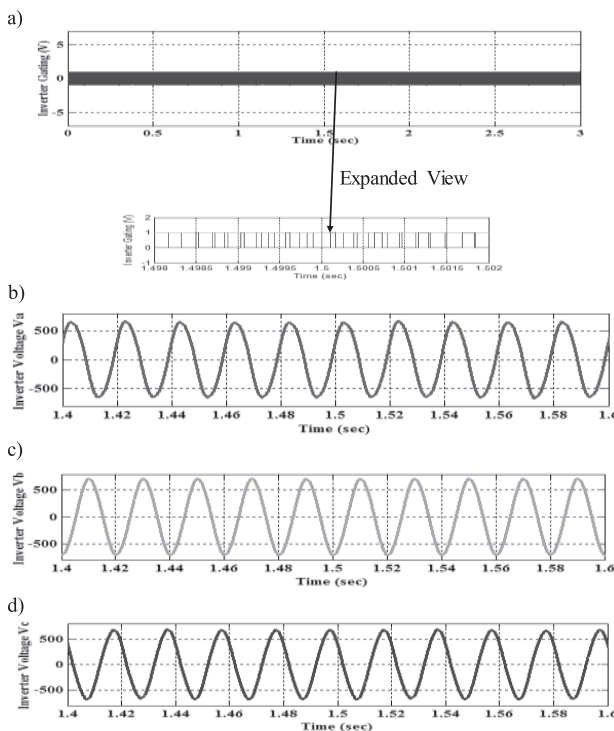 a)
Inverter Gating (V)
5
0
-5
0 0.5 1 1.5 2 2.5 3
Time (sec)
Expanded View
Inverter Gating (V)
2
1
0
-1
1.498 1.4985 1.499 1.4995 1.5 1.5005 1.501 1.5015 1.502
Time (sec)
b)
Inverter Voltage Va
500
0
-500
1.4 1.42 1.44 1.46 1.48 1.5 1.52 1.54 1.56 1.58 1.6
Time (sec)
c)
Inverter Voltage Vb
500
0
-500
1.4 1.42 1.44 1.46 1.48 1.5 1.52 1.54 1.56 1.58 1.6
Time (sec)
d)
Inverter Voltage Vc
500
0
-500
1.4 1.42 1.44 1.46 1.48 1.5 1.52 1.54 1.56 1.58 1.6
Time (sec)